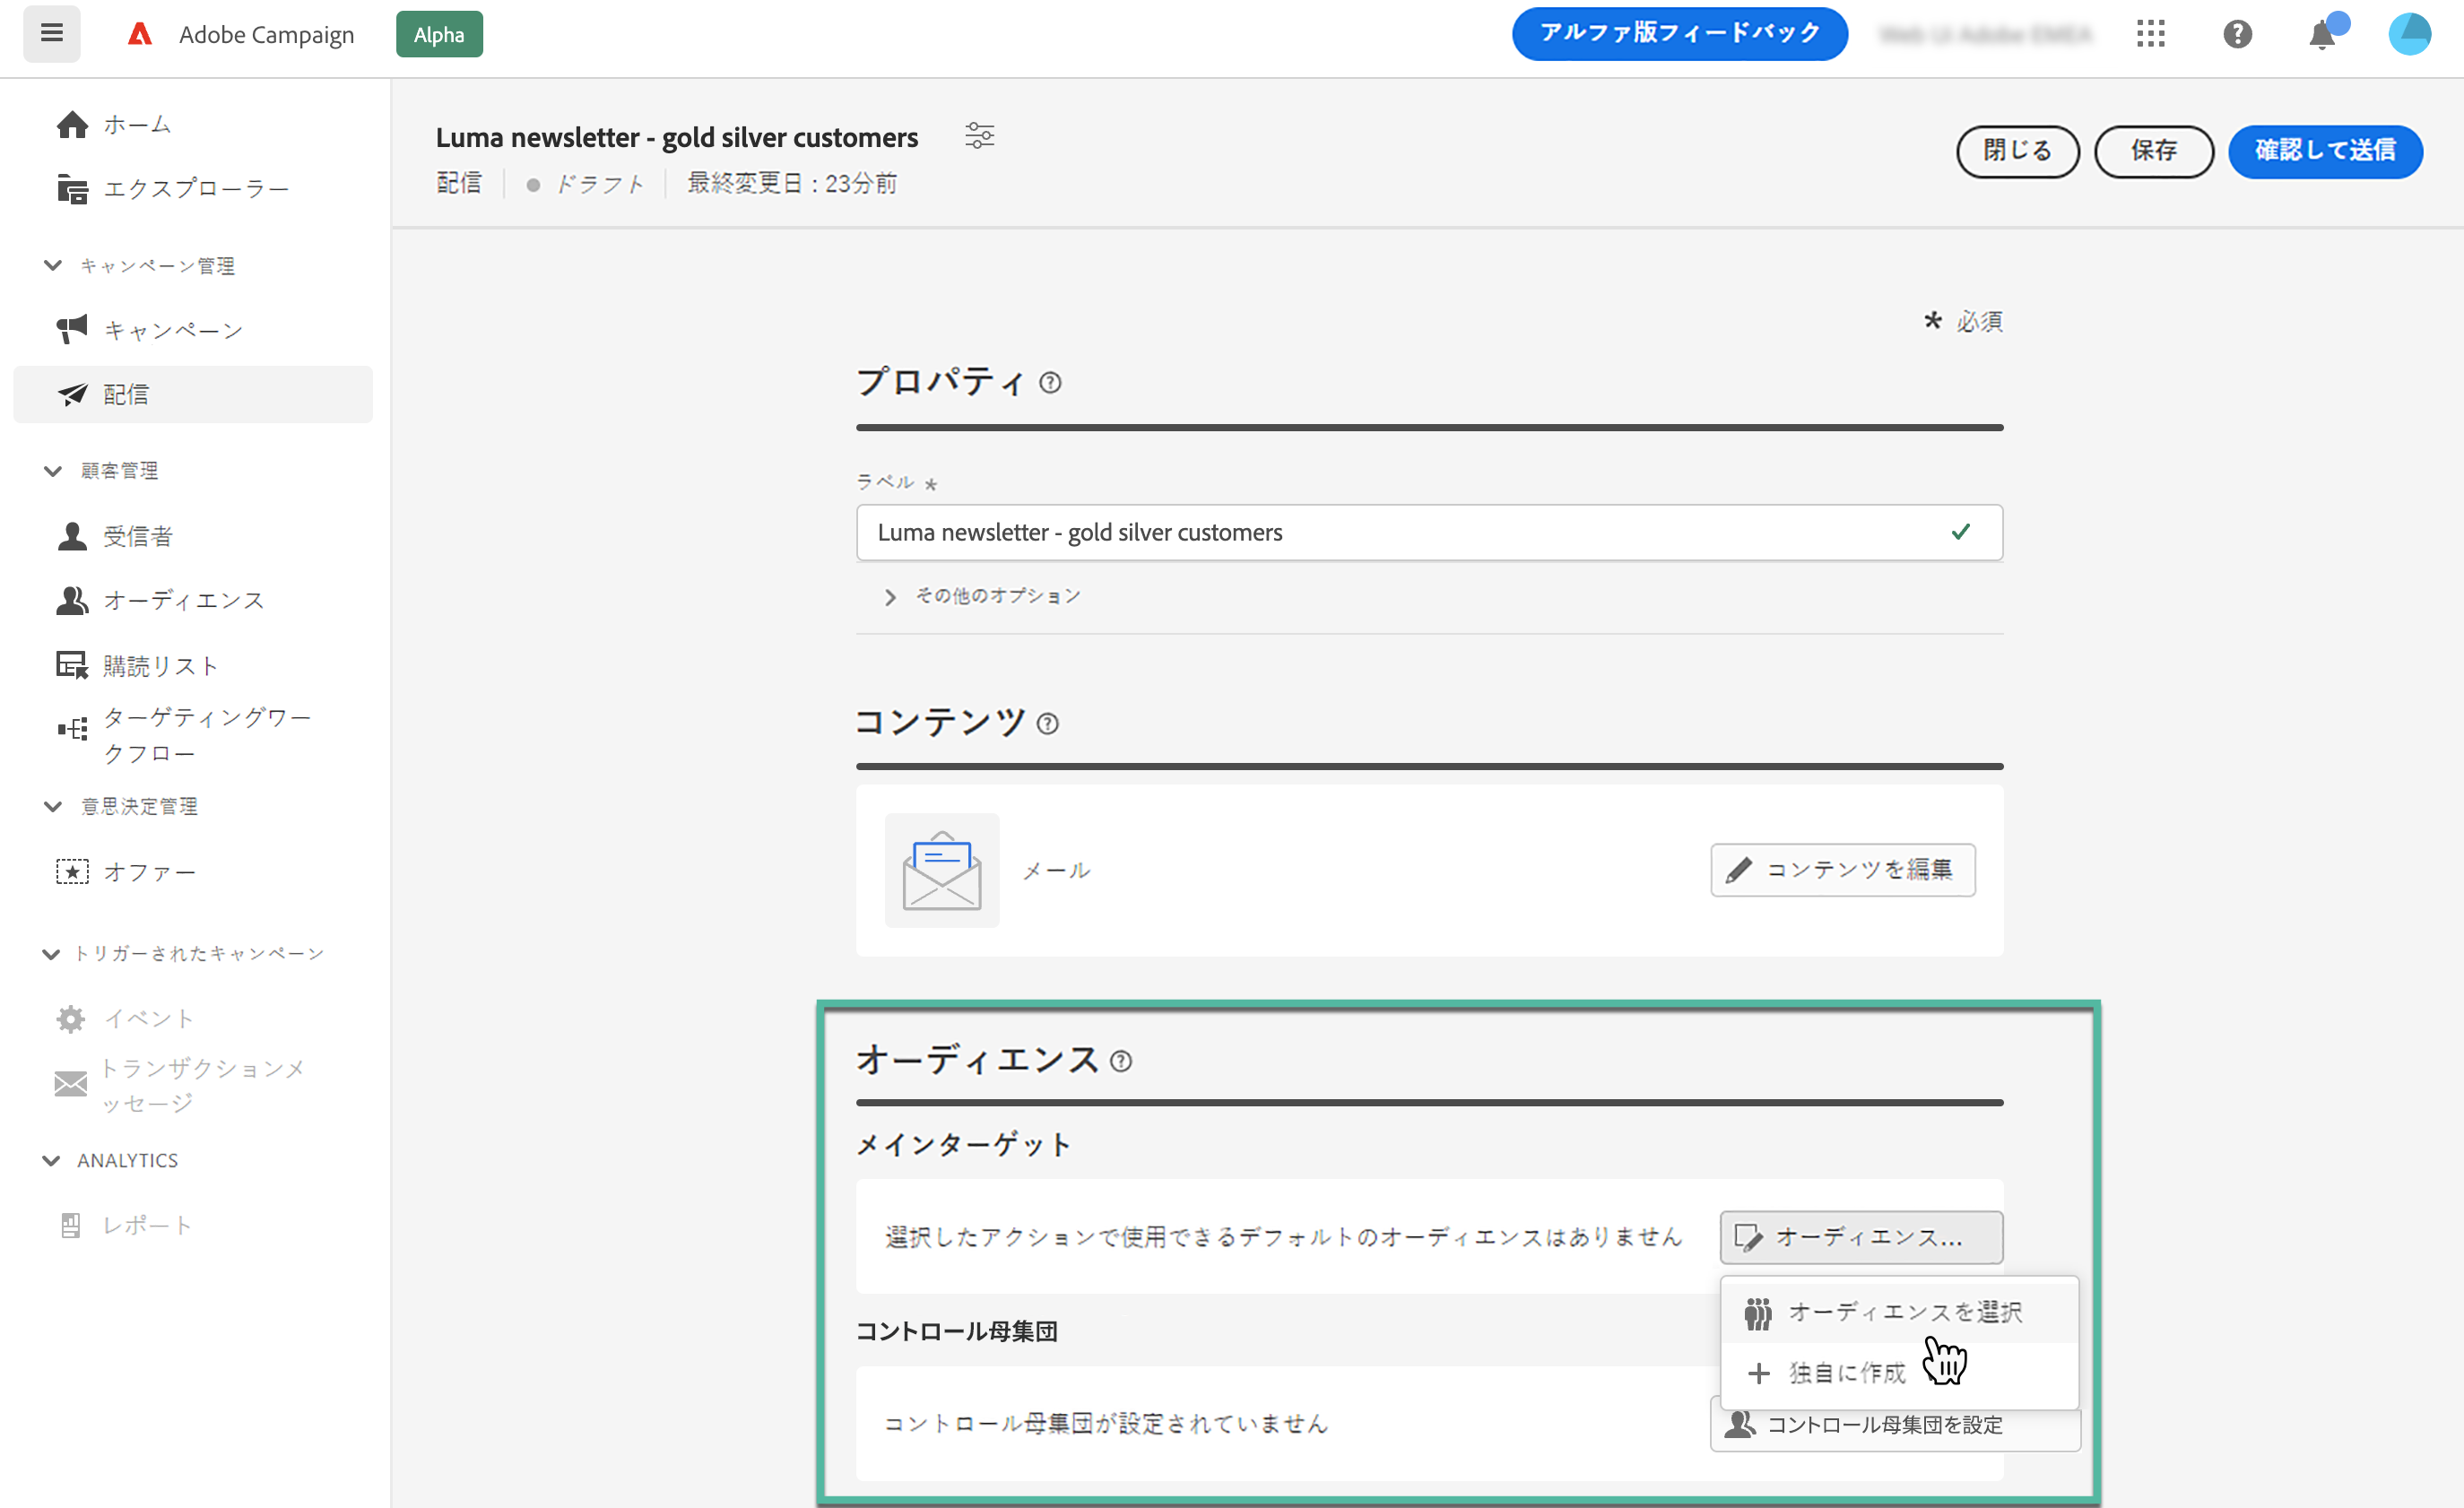 Adobe Campaign
Alpha
アルファ版フィードバック
ホーム
エクスプローラー
キャンペーン管理
キャンペーン
配信
顧客管理
受信者
オーディエンス
購読リスト
ターゲティングワー
クフロー
意思決定管理
オファー
トリガーされたキャンペーン
イベント
トランザクションメ
ッセージ
ANALYTICS
レポート
Luma newsletter - gold silver customers
配信
ドラフト
最終変更日 : 23分前
閉じる
保存
確認して送信
* 必須
プロパティ
ラベル *
Luma newsletter - gold silver customers
その他のオプション
コンテンツ
メール
コンテンツを編集
オーディエンス
メインターゲット
選択したアクションで使用できるデフォルトのオーディエンスはありません
オーディエンス...
オーディエンスを選択
独自に作成
コントロール母集団
コントロール母集団が設定されていません
コントロール母集団を設定